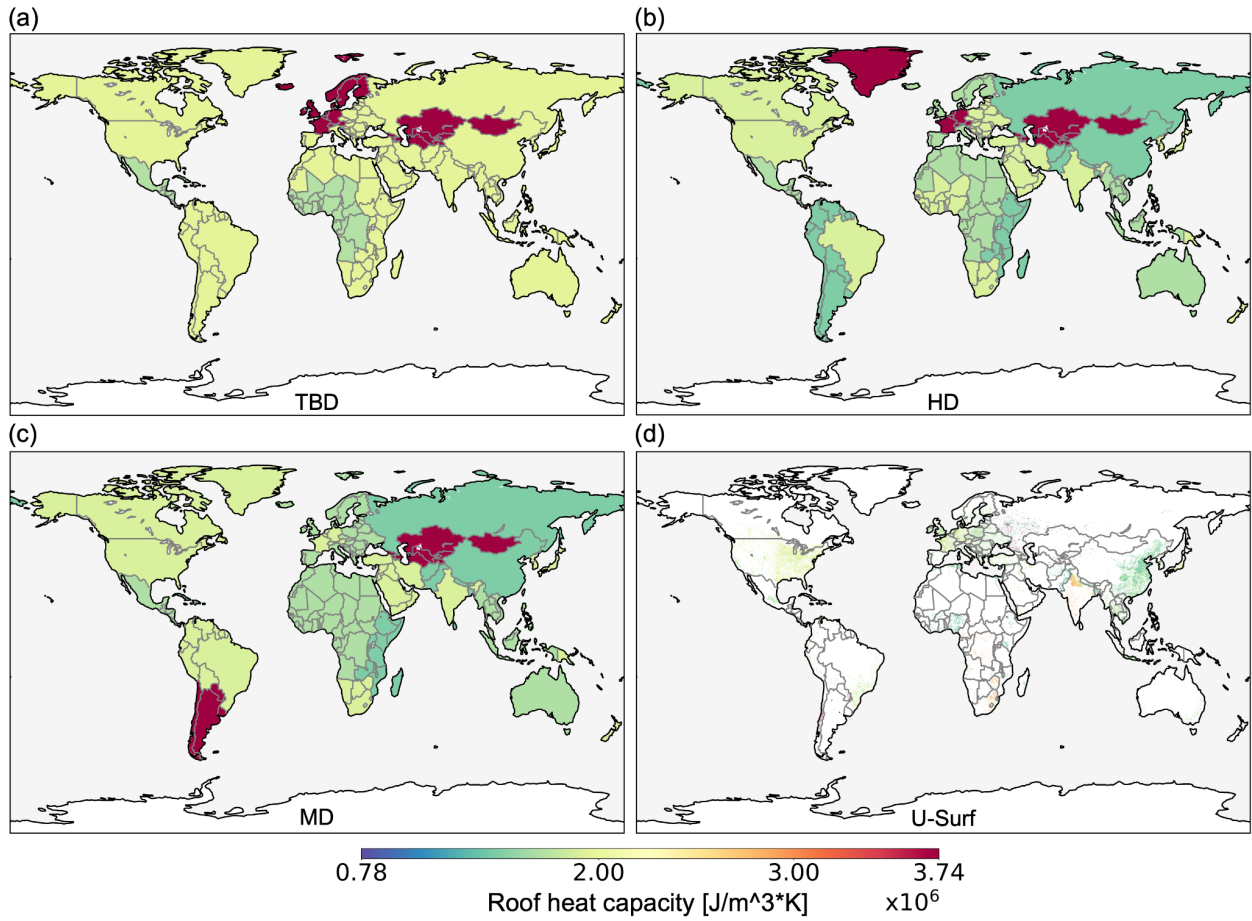 (a)
(b)
TBD
HD
(c)
(d)
MD
U-Surf
0.78 2.00 3.00 3.74
Roof heat capacity [J/m^3*K] x10^6